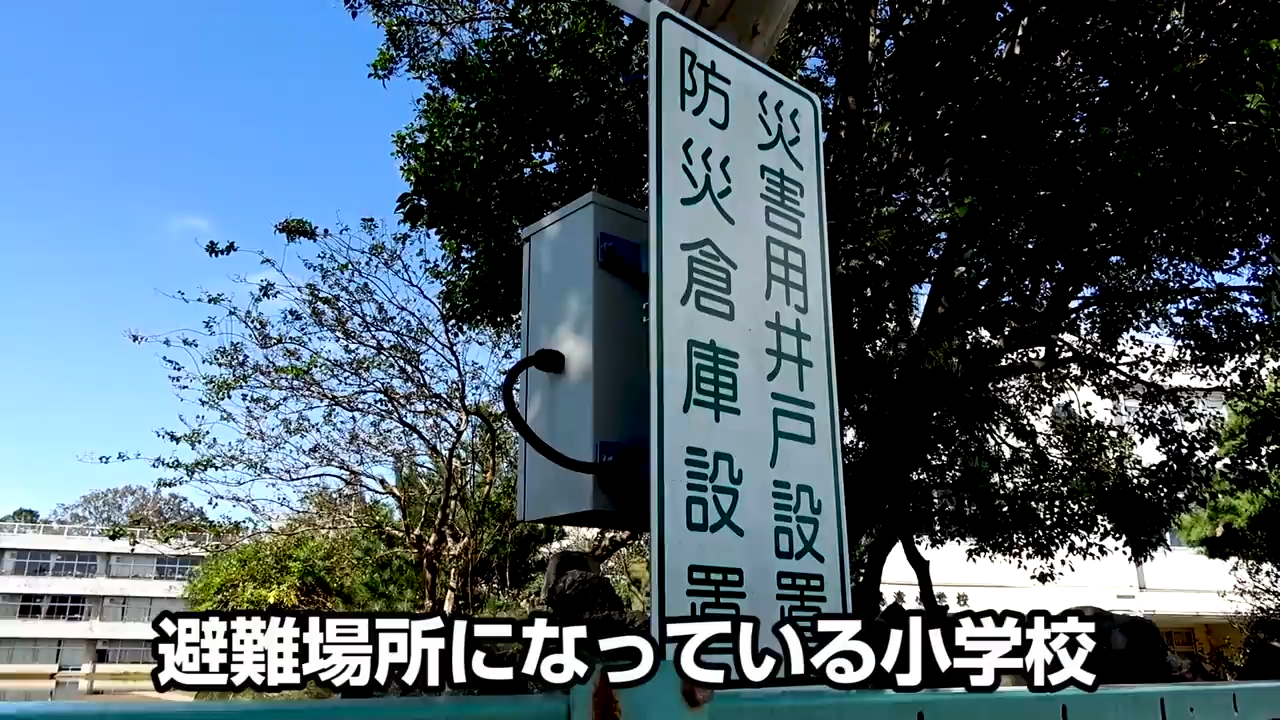 災害用井戸設置
防災倉庫設置
避難場所になっている小学校